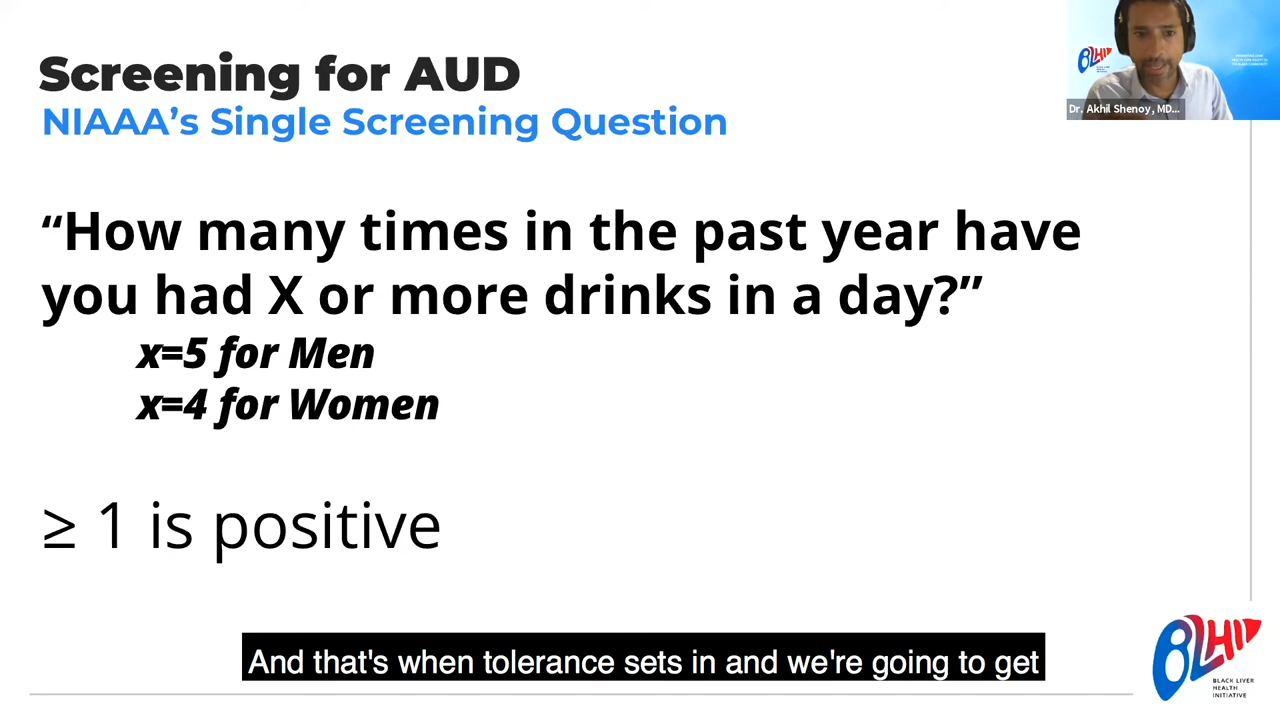 Screening for AUD
NIAAA’s Single Screening Question
“How many times in the past year have
you had X or more drinks in a day?”
x=5 for Men
x=4 for Women
≥ 1 is positive
And that's when tolerance sets in and we're going to get
Dr. Akhil Shenoy, MD...
BLHI
BLHI
BLACK LIVER
HEALTH
INITIATIVE